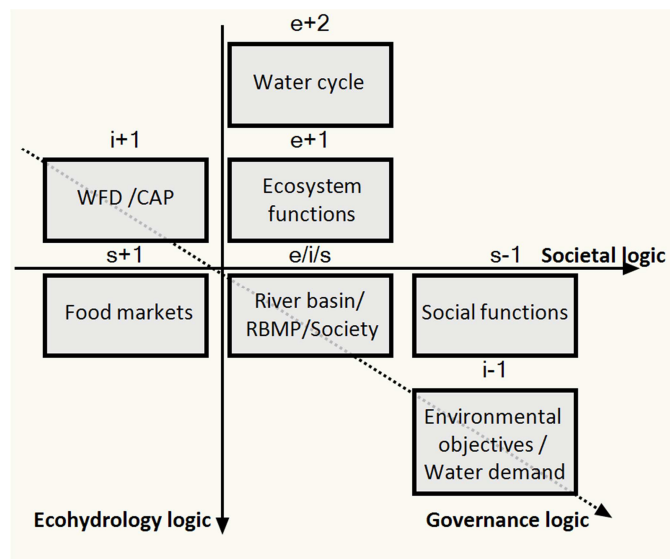 e+2
Water cycle
i+1
e+1
WFD /CAP
Ecosystem
functions
s+1
e/i/s
s-1
Societal logic
Food markets
River basin/
RBMP/Society
Social functions
i-1
Environmental
objectives /
Water demand
Ecohydrology logic
Governance logic